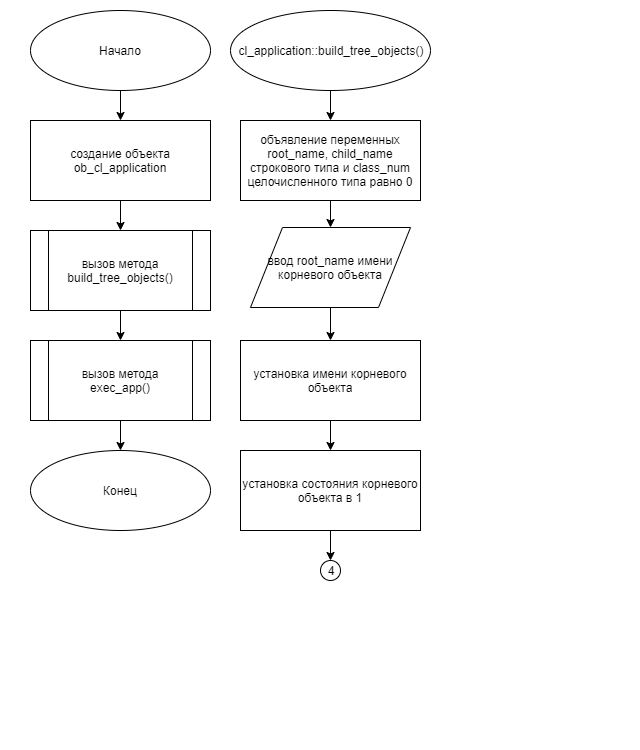 Начало
создание объекта
ob_cl_application
вызов метода
build_tree_objects()
вызов метода
exec_app()
Конец
cl_application::build_tree_objects()
объявление переменных
root_name, child_name
строкового типа и class_num
целочисленного типа равно 0
ввод root_name имени
корневого объекта
установка имени корневого
объекта
установка состояния корневого
объекта в 1
4